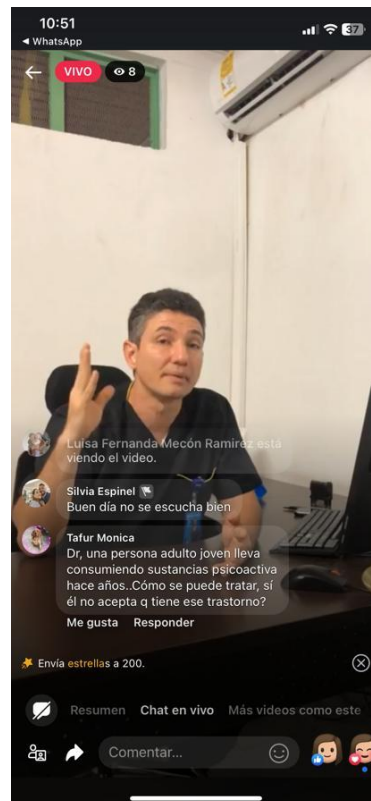 10:51
37
◄ WhatsApp
VIVO
8
Luisa Fernanda Mecón Ramírez está
viendo el video.
Silvia Espinel
Buen día no se escucha bien
Tafur Monica
Dr, una persona adulto joven lleva
consumiendo sustancias psicoactiva
hace años..Cómo se puede tratar, sí
él no acepta q tiene ese trastorno?
Me gusta Responder
Envía estrellas a 200.
Resumen Chat en vivo Más videos como este
Comentar...